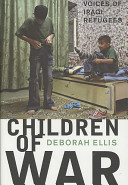 VOICES OF
IRAQI
REFUGEES
CHILDREN
OF DEBORAH ELLIS
WAR